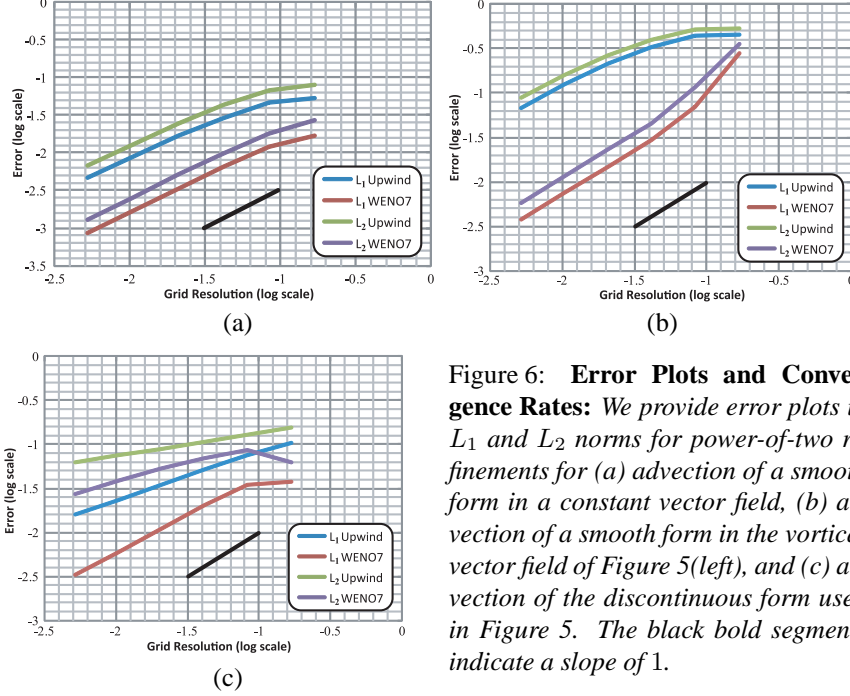 0
-0.5
-1
-1.5
-2
-2.5
-3
-3.5
Error (log scale)
L1 Upwind
L1 WENO7
L2 Upwind
L2 WENO7
-2.5 -2 -1.5 -1 -0.5 0
Grid Resolution (log scale)
(a)
0
-0.5
-1
-1.5
-2
-2.5
-3
Error (log scale)
L1 Upwind
L1 WENO7
L2 Upwind
L2 WENO7
-2.5 -2 -1.5 -1 -0.5 0
Grid Resolution (log scale)
(b)
0
-0.5
-1
-1.5
-2
-2.5
-3
Error (log scale)
L1 Upwind
L1 WENO7
L2 Upwind
L2 WENO7
-2.5 -2 -1.5 -1 -0.5 0
Grid Resolution (log scale)
(c)
Figure 6: Error Plots and Conve
gence Rates: We provide error plots i
L1 and L2 norms for power-of-two r
finements for (a) advection of a smoot
form in a constant vector field, (b) a
vection of a smooth form in the vortica
vector field of Figure 5(left), and (c) a
vection of the discontinuous form use
in Figure 5. The black bold segmen
indicate a slope of 1.